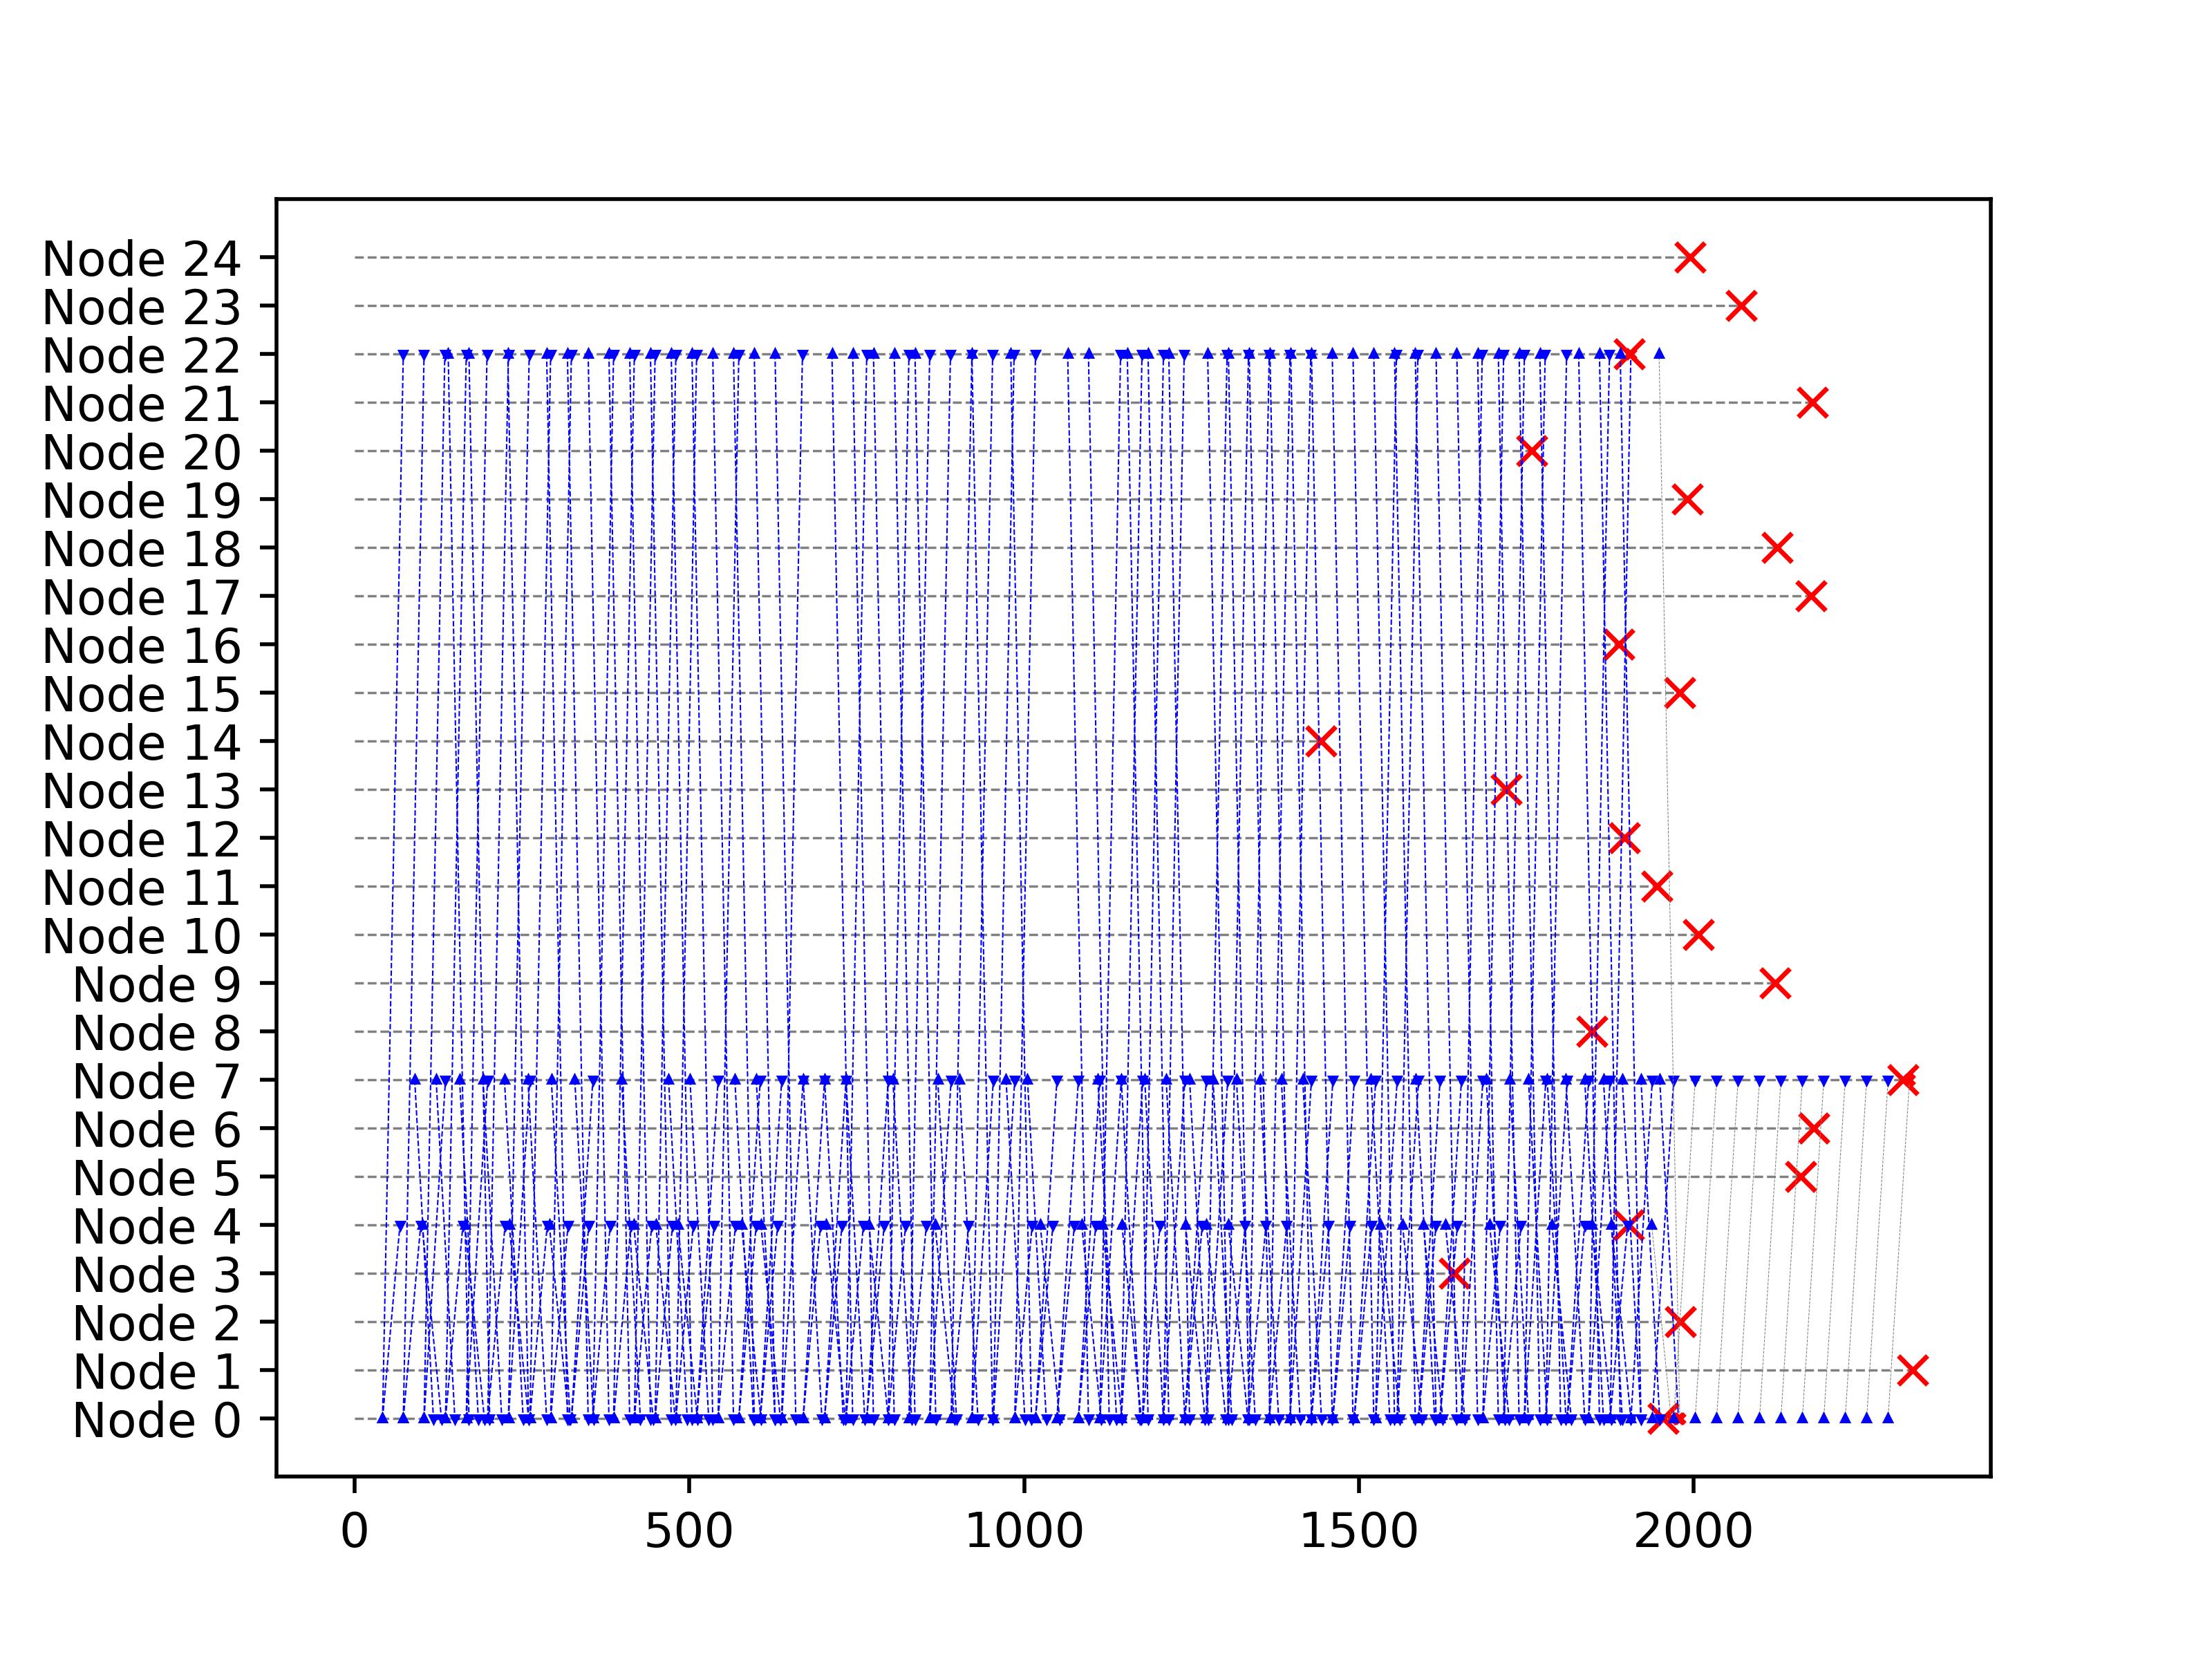 Node 24
Node 23
Node 22
Node 21
Node 20
Node 19
Node 18
Node 17
Node 16
Node 15
Node 14
Node 13
Node 12
Node 11
Node 10
Node 9
Node 8
Node 7
Node 6
Node 5
Node 4
Node 3
Node 2
Node 1
Node 0
0 500 1000 1500 2000